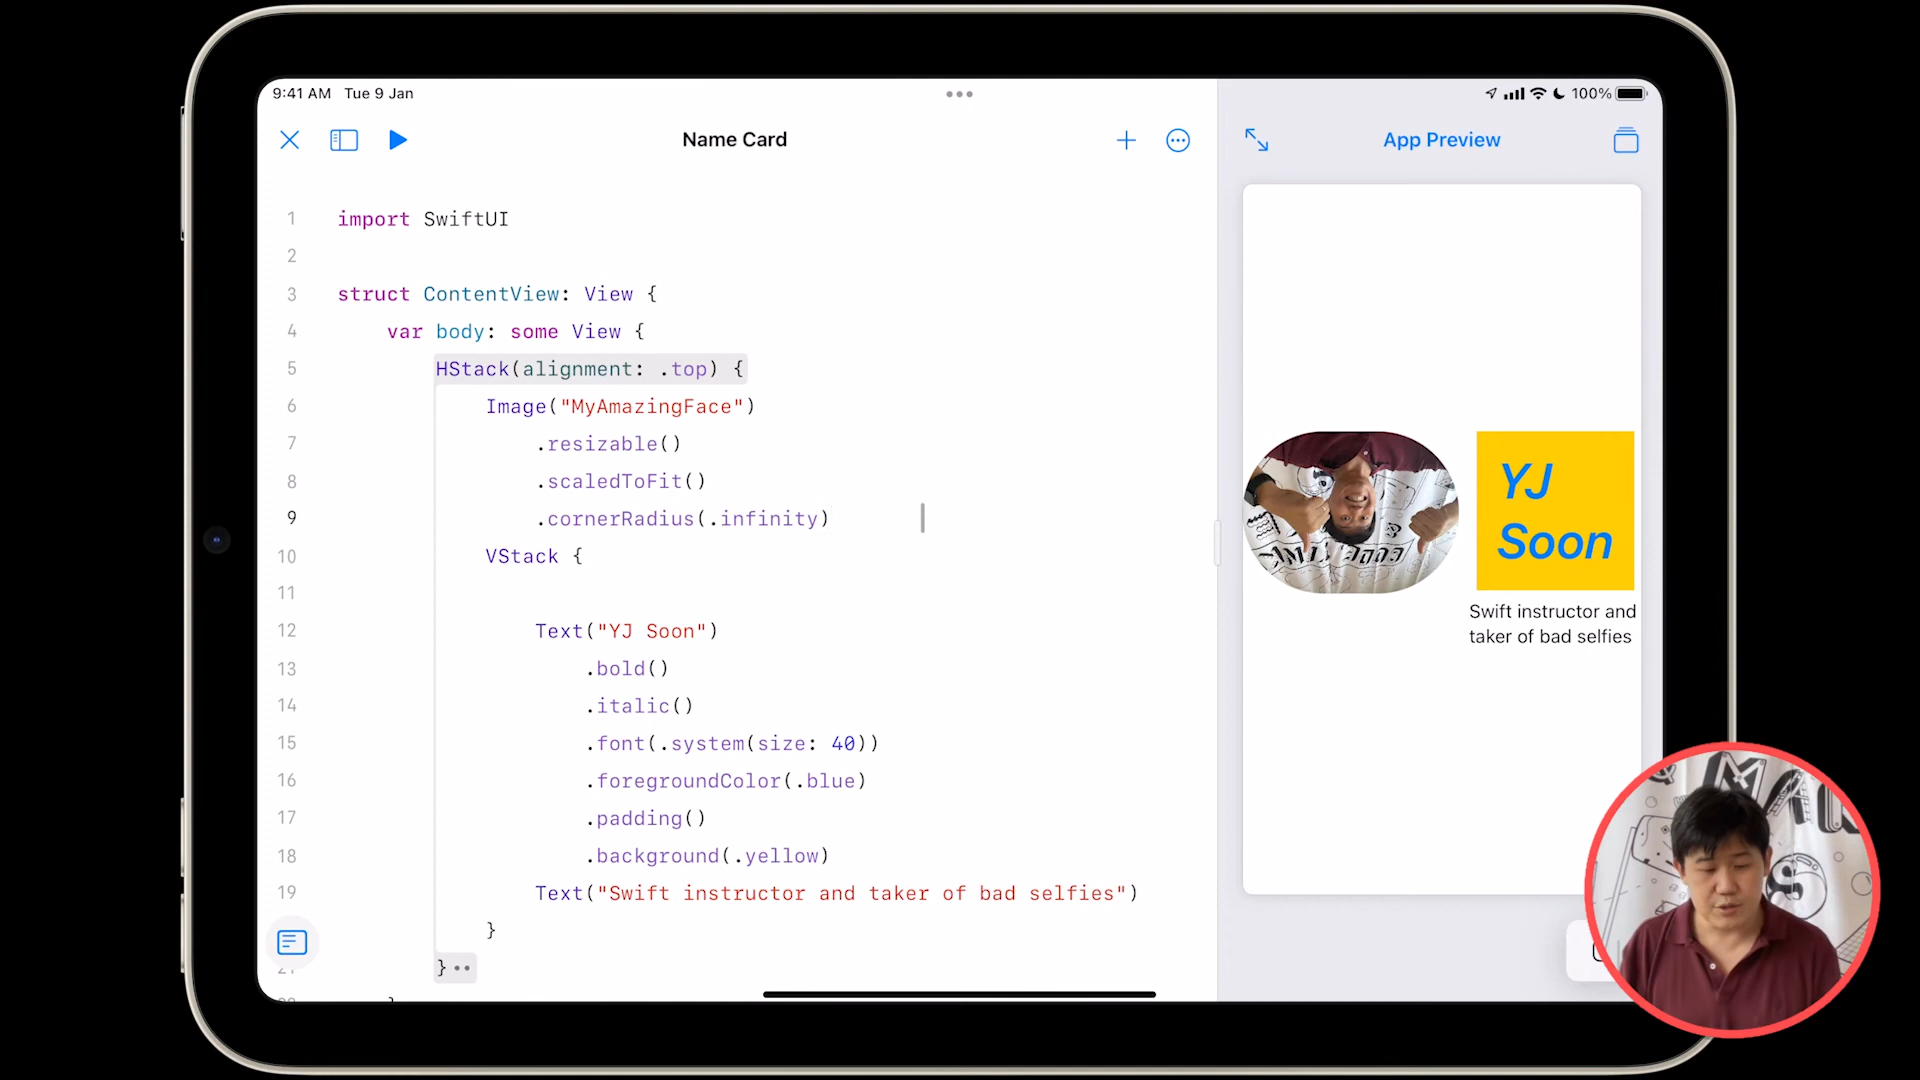 9:41 AM Tue 9 Jan
100%
Name Card
App Preview
1 import SwiftUI
2
3 struct ContentView: View {
4 var body: some View {
5 HStack(alignment: .top) {
6 Image("MyAmazingFace")
7 .resizable()
8 .scaledToFit()
9 .cornerRadius(.infinity)
10 VStack {
11
12 Text("YJ Soon")
13 .bold()
14 .italic()
15 .font(.system(size: 40))
16 .foregroundColor(.blue)
17 .padding()
18 .background(.yellow)
19 Text("Swift instructor and taker of bad selfies")
}
}
YJ
Soon
Swift instructor and
taker of bad selfies